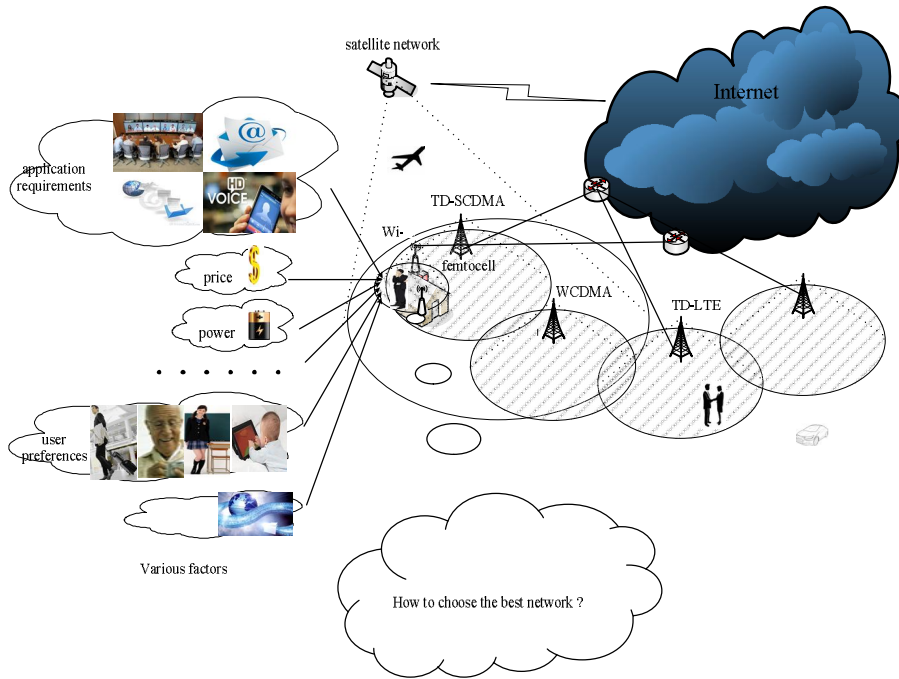 satellite network
Internet
application
requirements
@
HD
VOICE
TD-SCDMA
Wi-
femtocell
price
$
WCDMA
TD-LTE
power
. . . . . .
user
preferences
Various factors
How to choose the best network ?